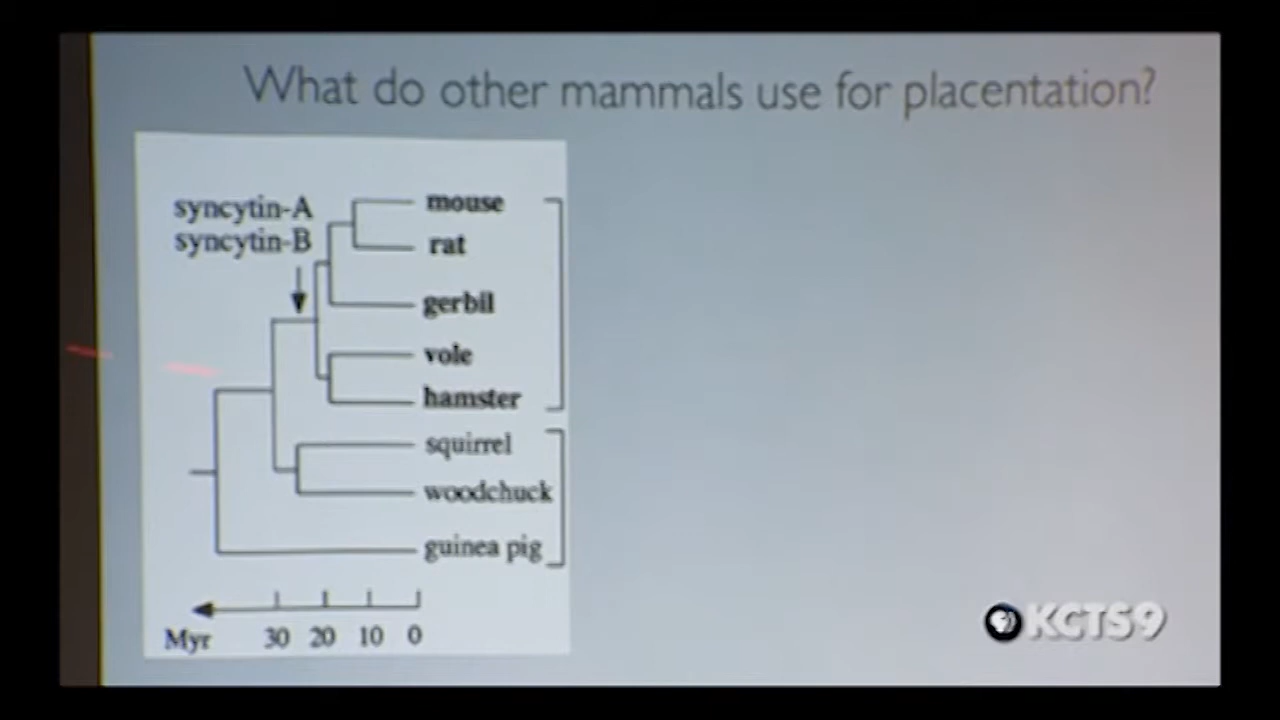 What do other mammals use for placentation?
syncytin-A
syncytin-B
mouse
rat
gerbil
vole
hamster
squirrel
woodchuck
guinea pig
Myr 30 20 10 0
KCTS9